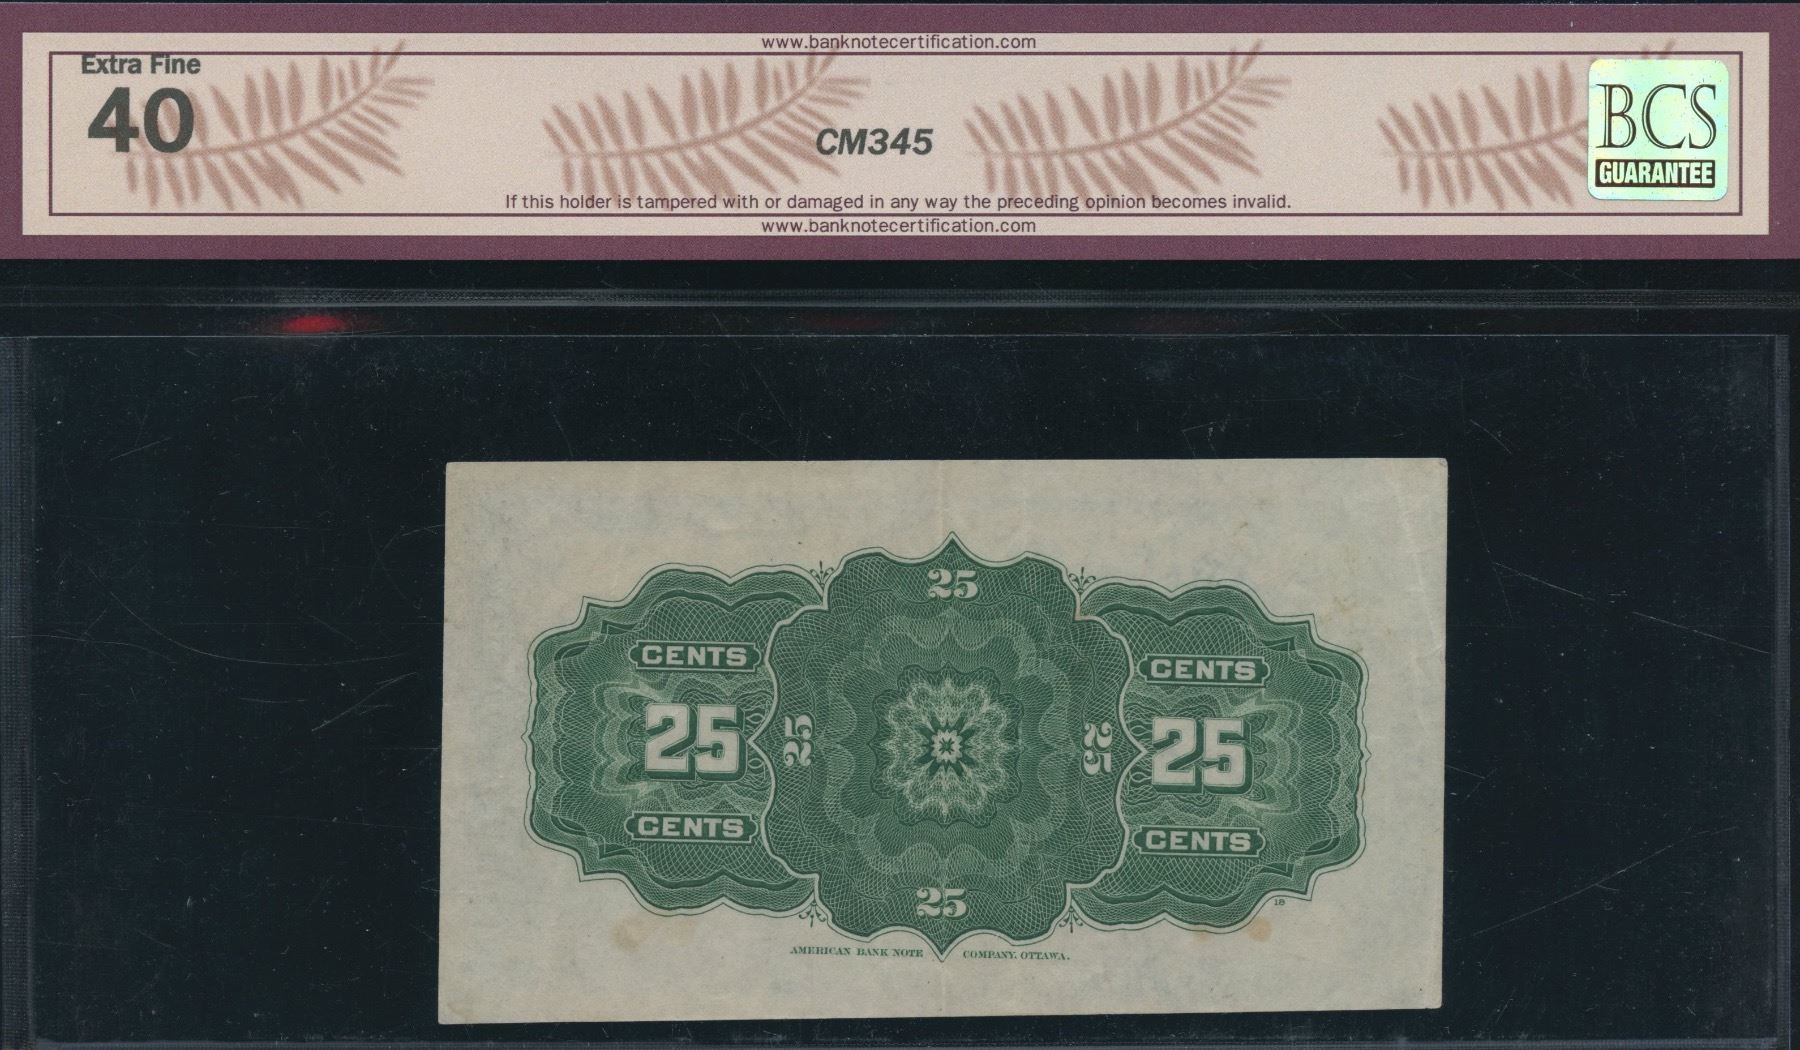 www.banknotecertification.com
Extra Fine
40
CM345
BCS
GUARANTEE
If this holder is tampered with or damaged in any way the preceding opinion becomes invalid.
www.banknotecertification.com
25
CENTS
CENTS
25
25
25
25
CENTS
CENTS
25
18
AMERICAN BANK NOTE COMPANY, OTTAWA.